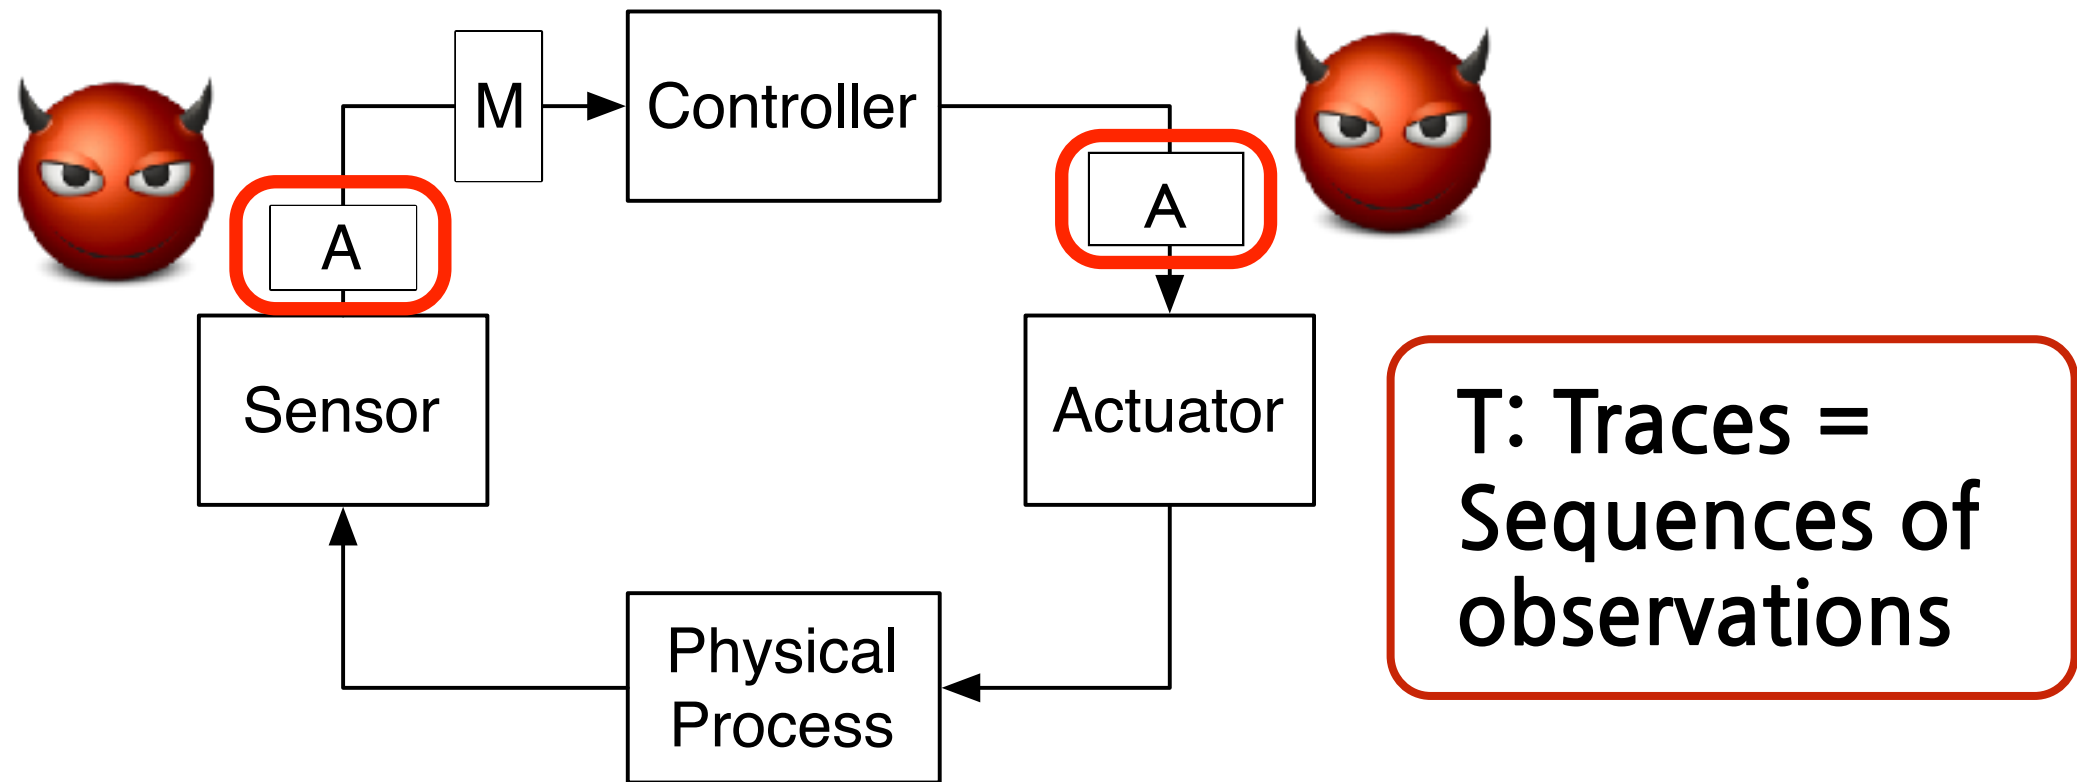 M
Controller
A
A
Sensor
Actuator
T: Traces =
Sequences of
observations
Physical
Process